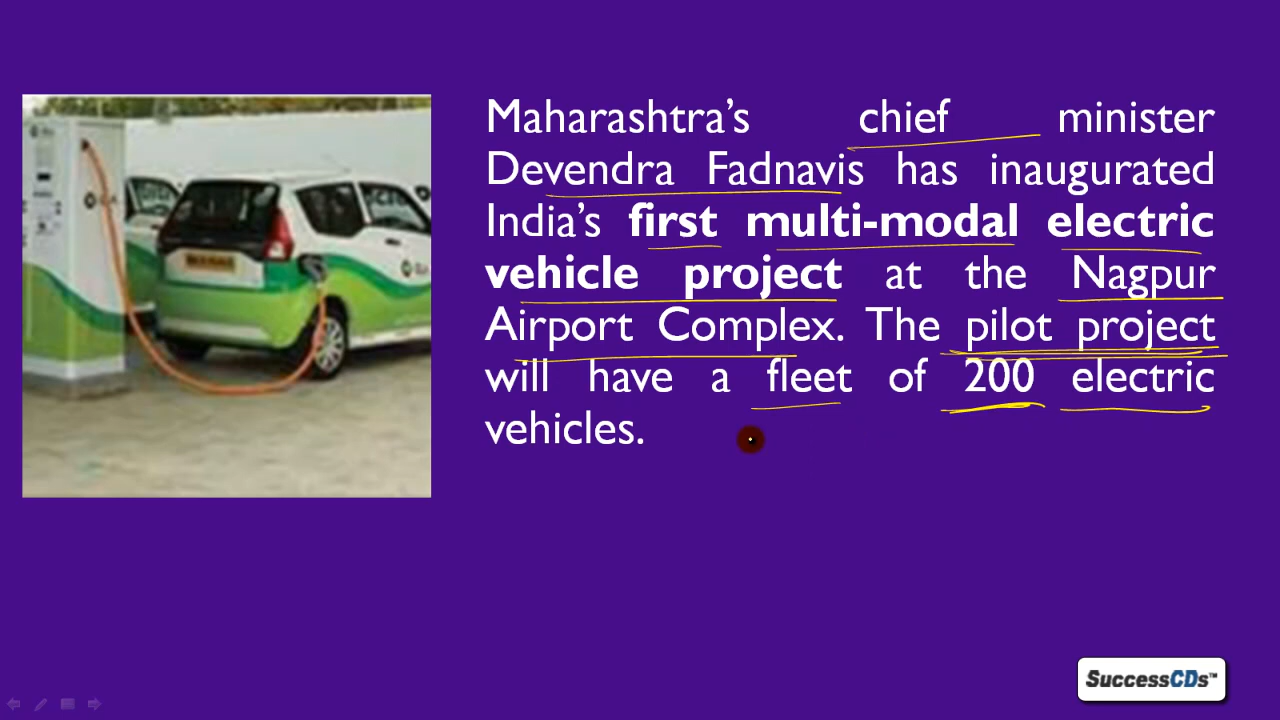 Maharashtra's chief minister
Devendra Fadnavis has inaugurated
India's first multi-modal electric
vehicle project at the Nagpur
Airport Complex. The pilot project
will have a fleet of 200 electric
vehicles.
SuccessCDs™